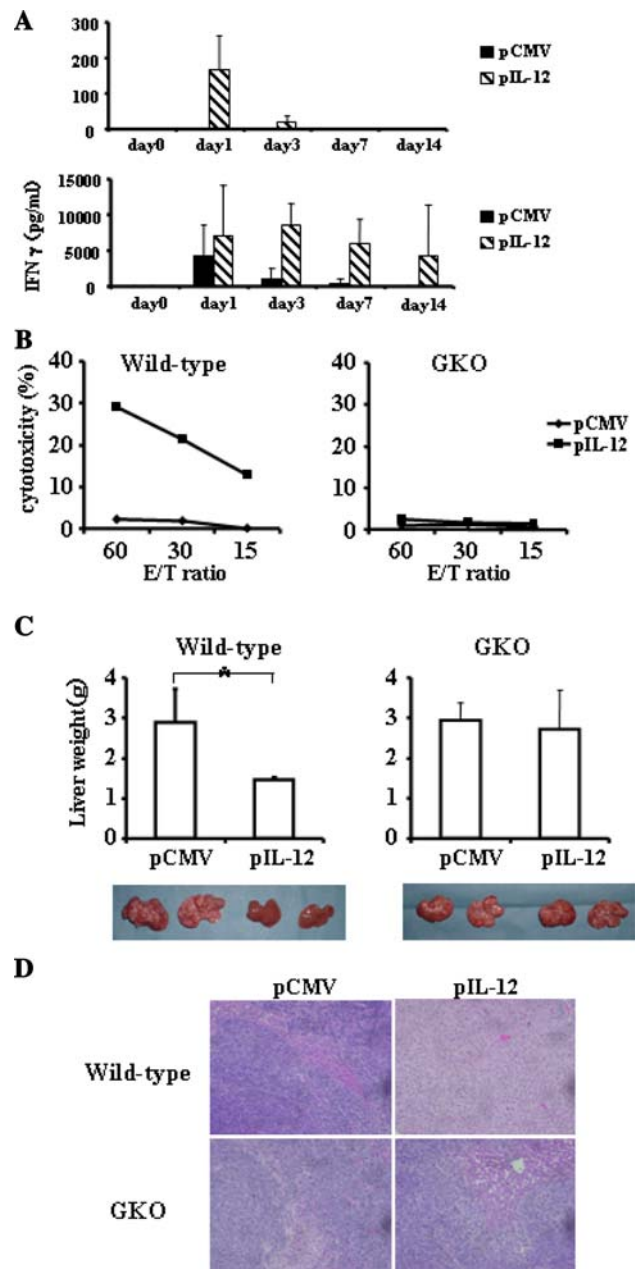 A
300
200
100
0
day0 day1 day3 day7 day14
pCMV
pIL-12
IFN γ (pg/ml)
15000
10000
5000
0
day0 day1 day3 day7 day14
pCMV
pIL-12
B
Wild-type
cytotoxicity (%)
40
30
20
10
0
60 30 15
E/T ratio
GKO
40
30
20
10
0
60 30 15
E/T ratio
pCMV
pIL-12
C
Wild-type
Liver weight(g)
4
3
2
1
0
*
pCMV pIL-12
GKO
4
3
2
1
0
pCMV pIL-12
D
pCMV pIL-12
Wild-type
GKO